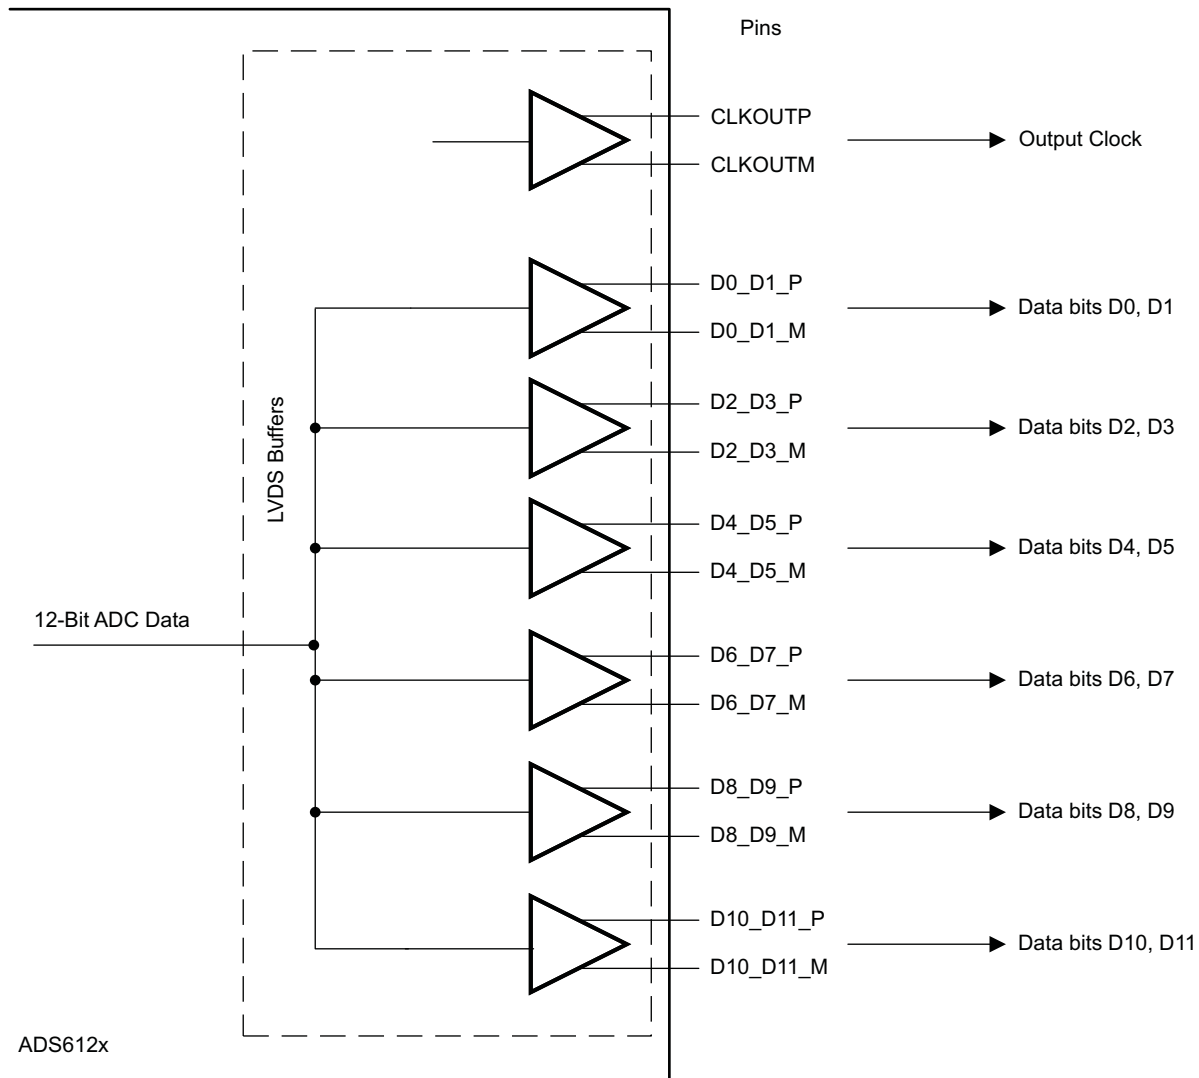 Pins
CLKOUTP
Output Clock
CLKOUTM
D0_D1_P
Data bits D0, D1
D0_D1_M
LVDS Buffers
D2_D3_P
Data bits D2, D3
D2_D3_M
D4_D5_P
Data bits D4, D5
D4_D5_M
12-Bit ADC Data
D6_D7_P
Data bits D6, D7
D6_D7_M
D8_D9_P
Data bits D8, D9
D8_D9_M
D10_D11_P
Data bits D10, D11
D10_D11_M
ADS612x